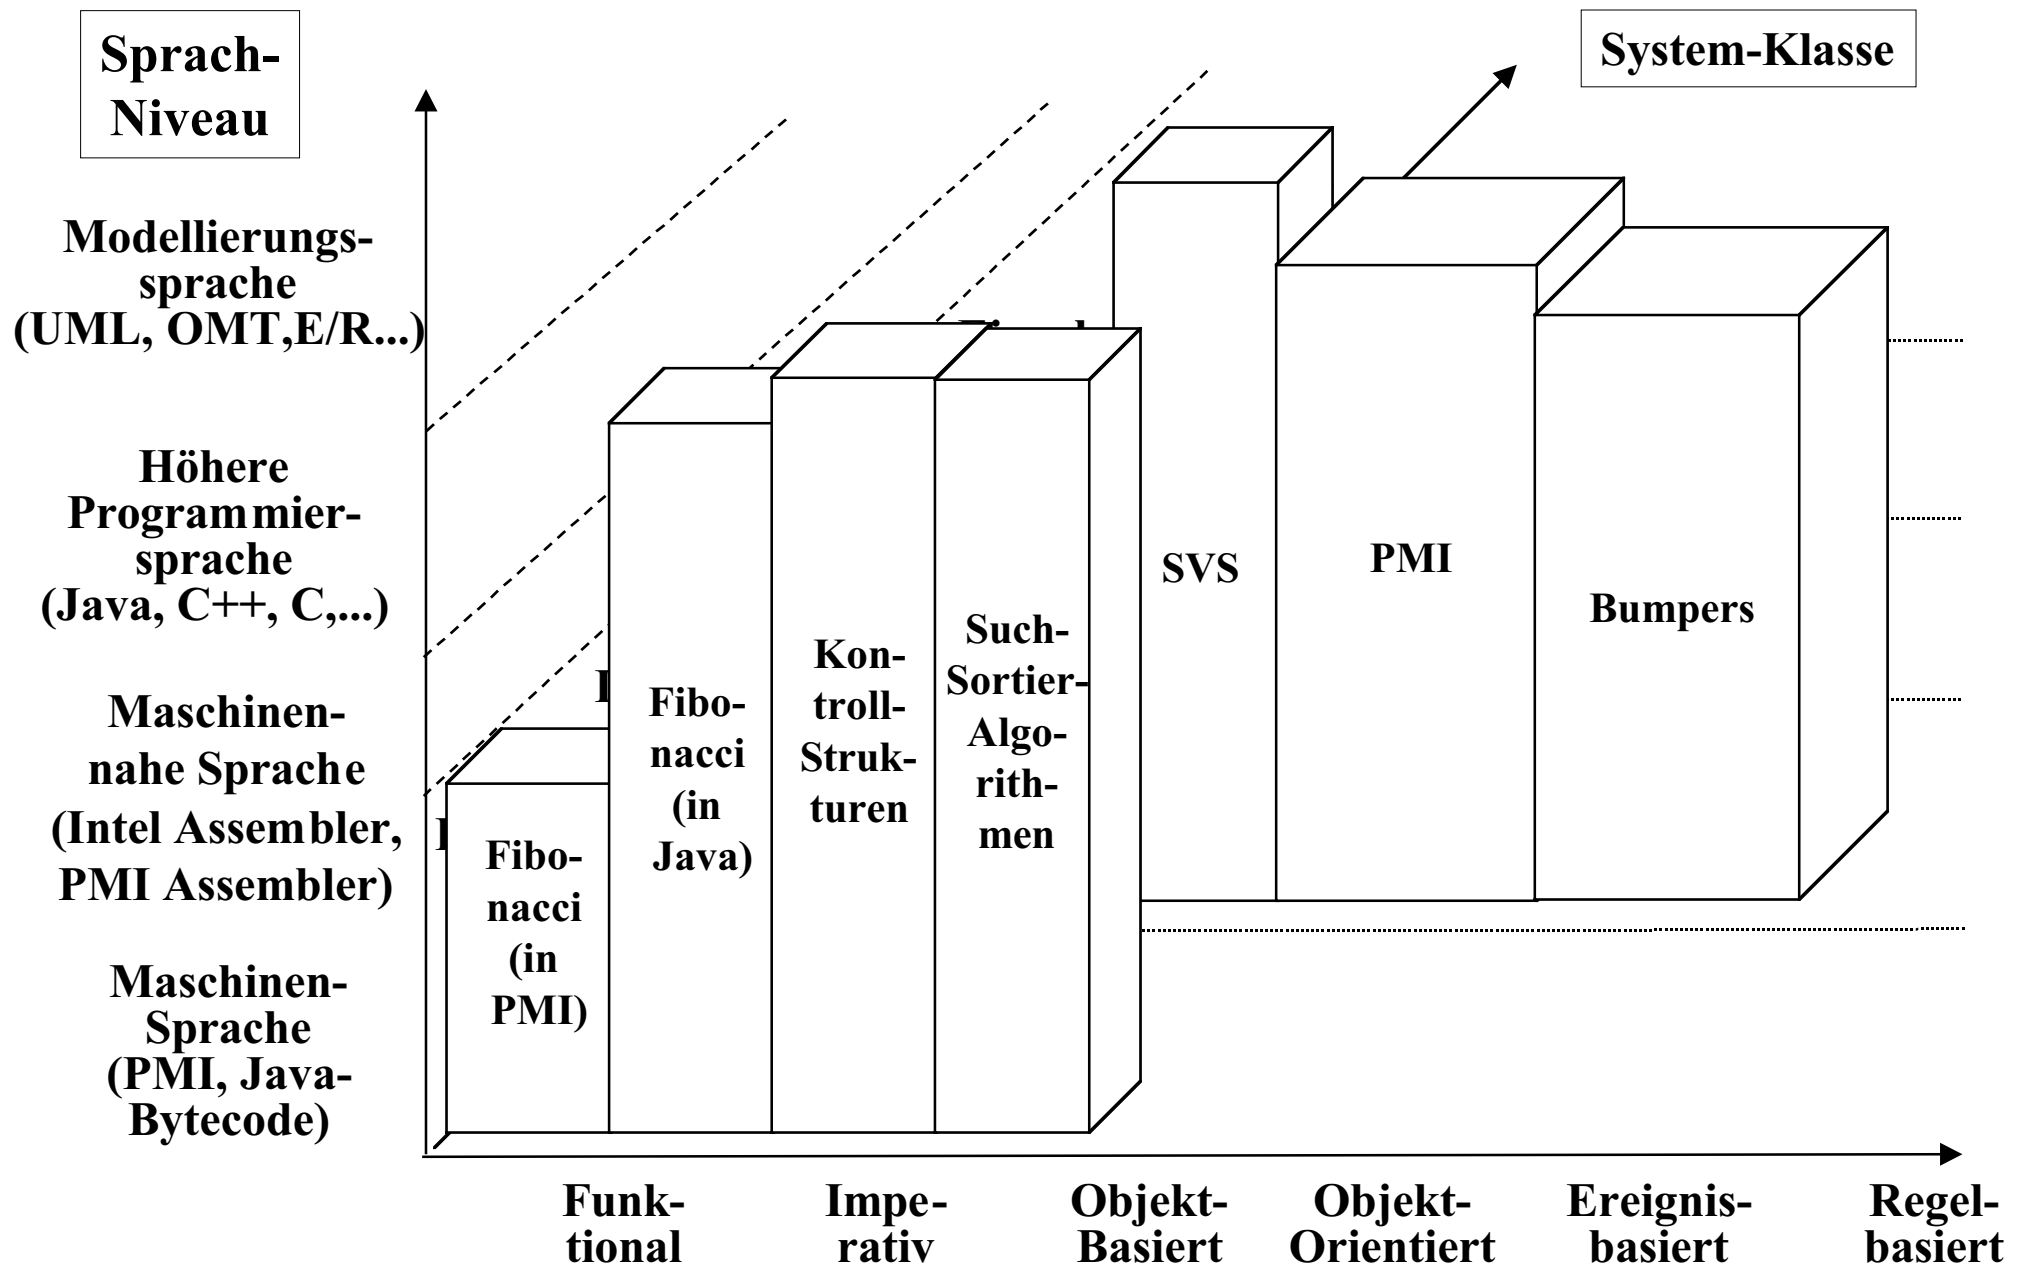 Sprach-
Niveau
System-Klasse
Modellierungs-
sprache
(UML, OMT,E/R...)
Höhere
Programmier-
sprache
(Java, C++, C,...)
Maschinen-
nahe Sprache
(Intel Assembler,
PMI Assembler)
Maschinen-
Sprache
(PMI, Java-
Bytecode)
Fibo-
nacci
(in
PMI)
Fibo-
nacci
(in
Java)
Kon-
troll-
Struk-
turen
Such-
Sortier-
Algo-
rith-
men
SVS
PMI
Bumpers
Funk-
tional
Impe-
rativ
Objekt-
Basiert
Objekt-
Orientiert
Ereignis-
basiert
Regel-
basiert